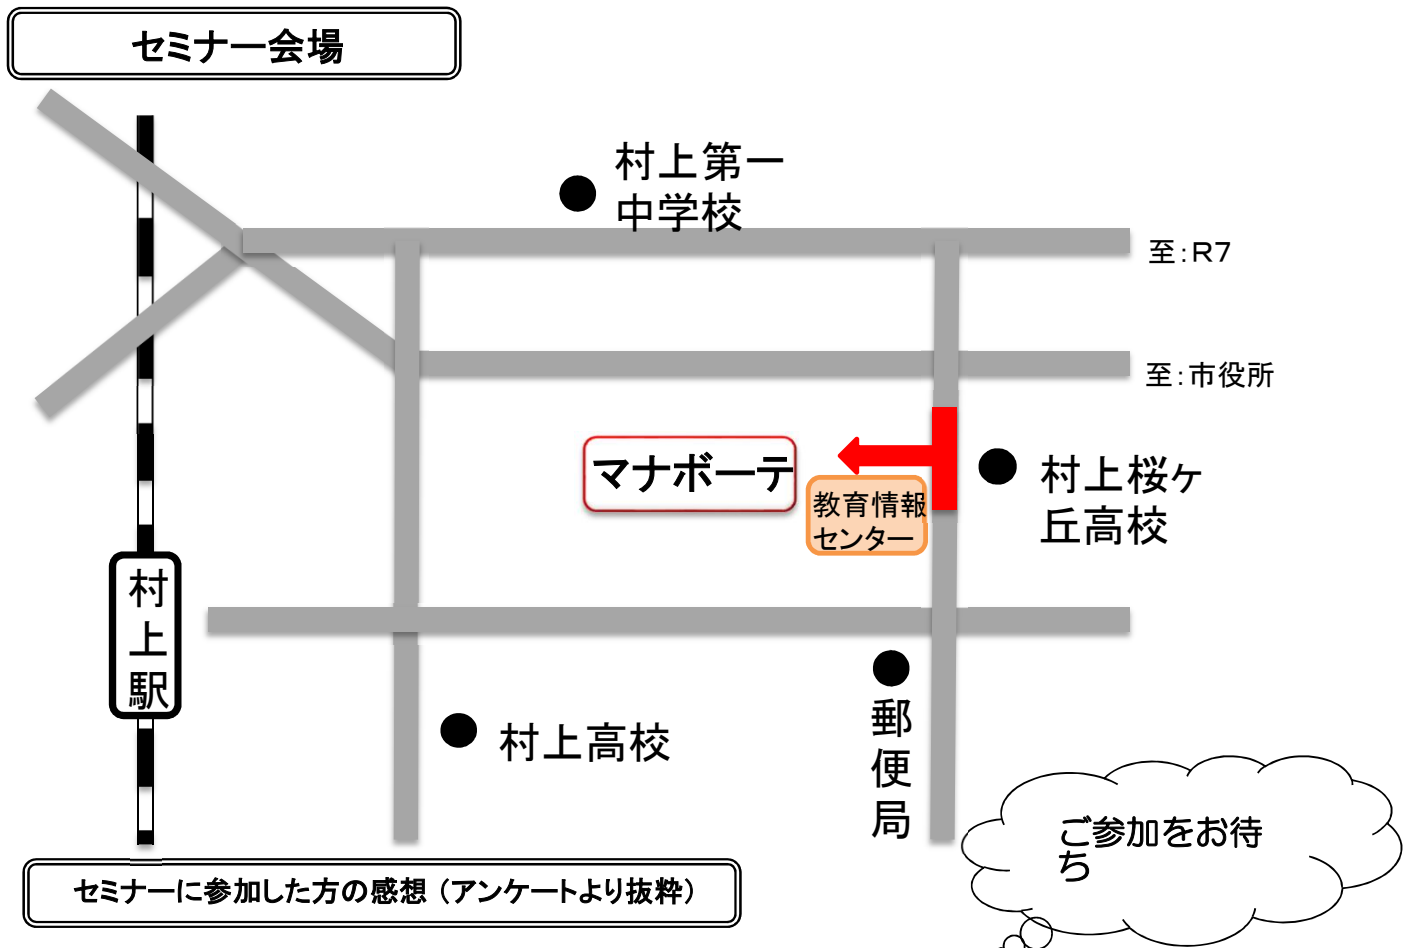 セミナー会場
村上第一
中学校
至：R7
至：市役所
マナボーテ
教育情報
センター
村上桜ヶ
丘高校
村上駅
村上高校
郵便局
ご参加をお待
ち
セミナーに参加した方の感想（アンケートより抜粋）